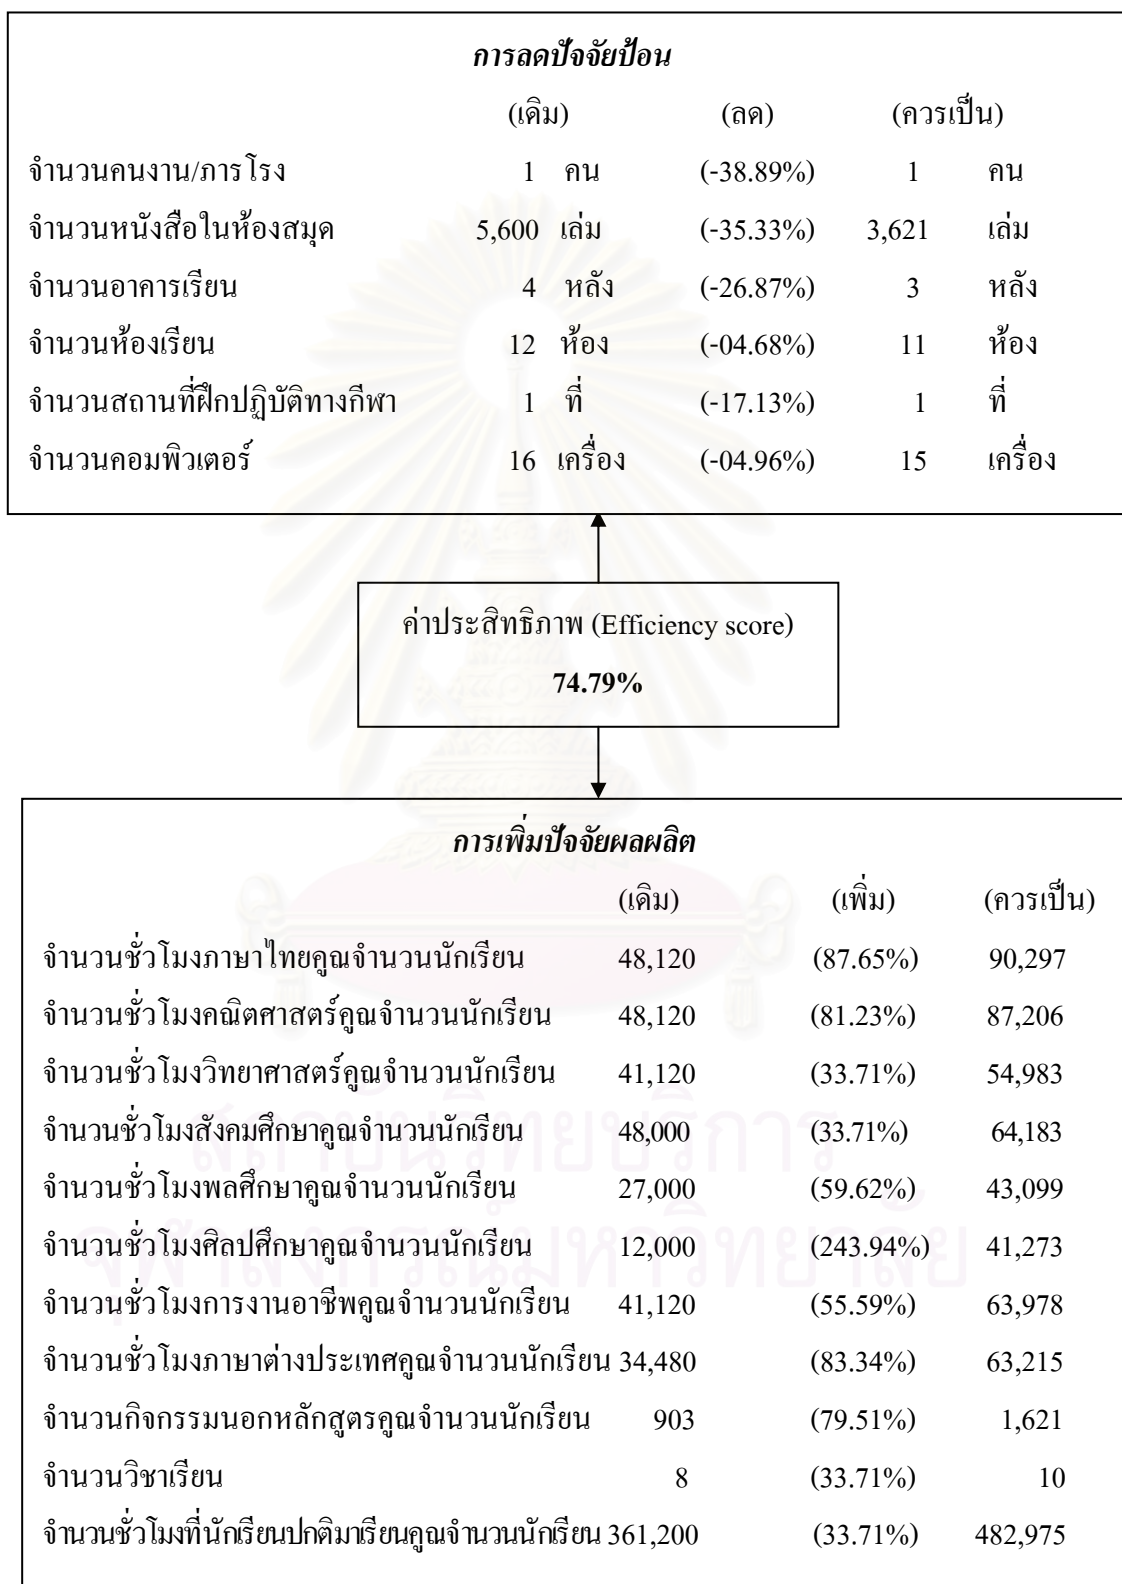 การลดปัจจัยป้อน
(เดิม) (ลด) (ควรเป็น)
จำนวนคนงาน/ภารโรง 1 คน (-38.89%) 1 คน
จำนวนหนังสือในห้องสมุด 5,600 เล่ม (-35.33%) 3,621 เล่ม
จำนวนอาคารเรียน 4 หลัง (-26.87%) 3 หลัง
จำนวนห้องเรียน 12 ห้อง (-04.68%) 11 ห้อง
จำนวนสถานที่ฝึกปฏิบัติทางกีฬา 1 ที่ (-17.13%) 1 ที่
จำนวนคอมพิวเตอร์ 16 เครื่อง (-04.96%) 15 เครื่อง
ค่าประสิทธิภาพ (Efficiency score)
74.79%
การเพิ่มปัจจัยผลผลิต
(เดิม) (เพิ่ม) (ควรเป็น)
จำนวนชั่วโมงภาษาไทยคูณจำนวนนักเรียน 48,120 (87.65%) 90,297
จำนวนชั่วโมงคณิตศาสตร์คูณจำนวนนักเรียน 48,120 (81.23%) 87,206
จำนวนชั่วโมงวิทยาศาสตร์คูณจำนวนนักเรียน 41,120 (33.71%) 54,983
จำนวนชั่วโมงสังคมศึกษาคูณจำนวนนักเรียน 48,000 (33.71%) 64,183
จำนวนชั่วโมงพลศึกษาคูณจำนวนนักเรียน 27,000 (59.62%) 43,099
จำนวนชั่วโมงศิลปศึกษาคูณจำนวนนักเรียน 12,000 (243.94%) 41,273
จำนวนชั่วโมงการงานอาชีพคูณจำนวนนักเรียน 41,120 (55.59%) 63,978
จำนวนชั่วโมงภาษาต่างประเทศคูณจำนวนนักเรียน 34,480 (83.34%) 63,215
จำนวนกิจกรรมนอกหลักสูตรคูณจำนวนนักเรียน 903 (79.51%) 1,621
จำนวนวิชาเรียน 8 (33.71%) 10
จำนวนชั่วโมงที่นักเรียนปกติมาเรียนคูณจำนวนนักเรียน 361,200 (33.71%) 482,975
สถาบันวิทยบริการ
จุฬาลงกรณ์มหาวิทยาลัย